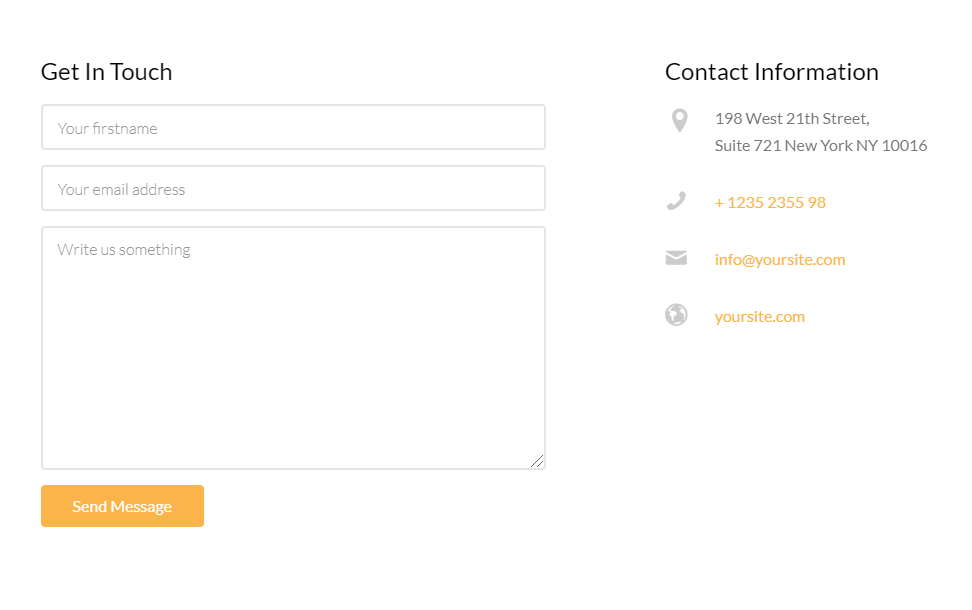 Get In Touch
Your firstname
Your email address
Write us something
Send Message
Contact Information
198 West 21th Street,
Suite 721 New York NY 10016
+ 1235 2355 98
info@yoursite.com
yoursite.com